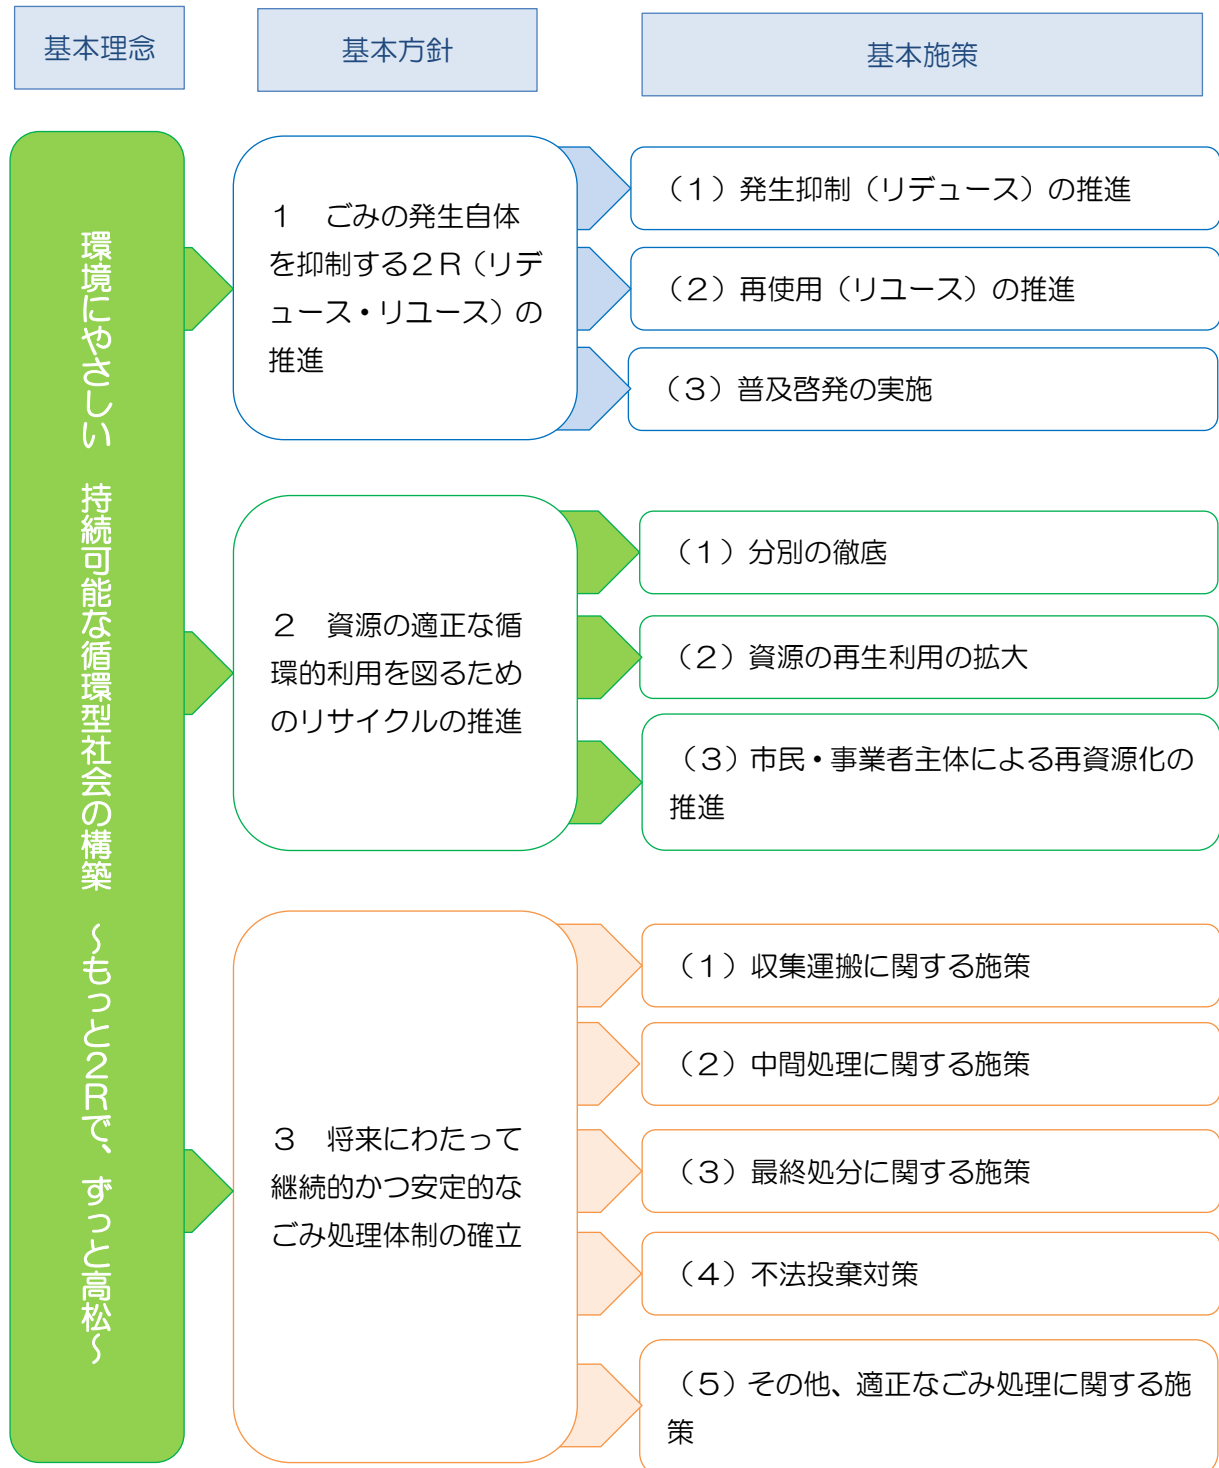 基本理念
基本方針
基本施策
環境にやさしい 持続可能な循環型社会の構築 ～もっと２Ｒで、ずっと高松～
１ ごみの発生自体
を抑制する２Ｒ（リデ
ュース・リユース）の
推進
（１）発生抑制（リデュース）の推進
（２）再使用（リユース）の推進
（３）普及啓発の実施
２ 資源の適正な循
環的利用を図るため
のリサイクルの推進
（１）分別の徹底
（２）資源の再生利用の拡大
（３）市民・事業者主体による再資源化の
推進
３ 将来にわたって
継続的かつ安定的な
ごみ処理体制の確立
（１）収集運搬に関する施策
（２）中間処理に関する施策
（３）最終処分に関する施策
（４）不法投棄対策
（５）その他、適正なごみ処理に関する施
策